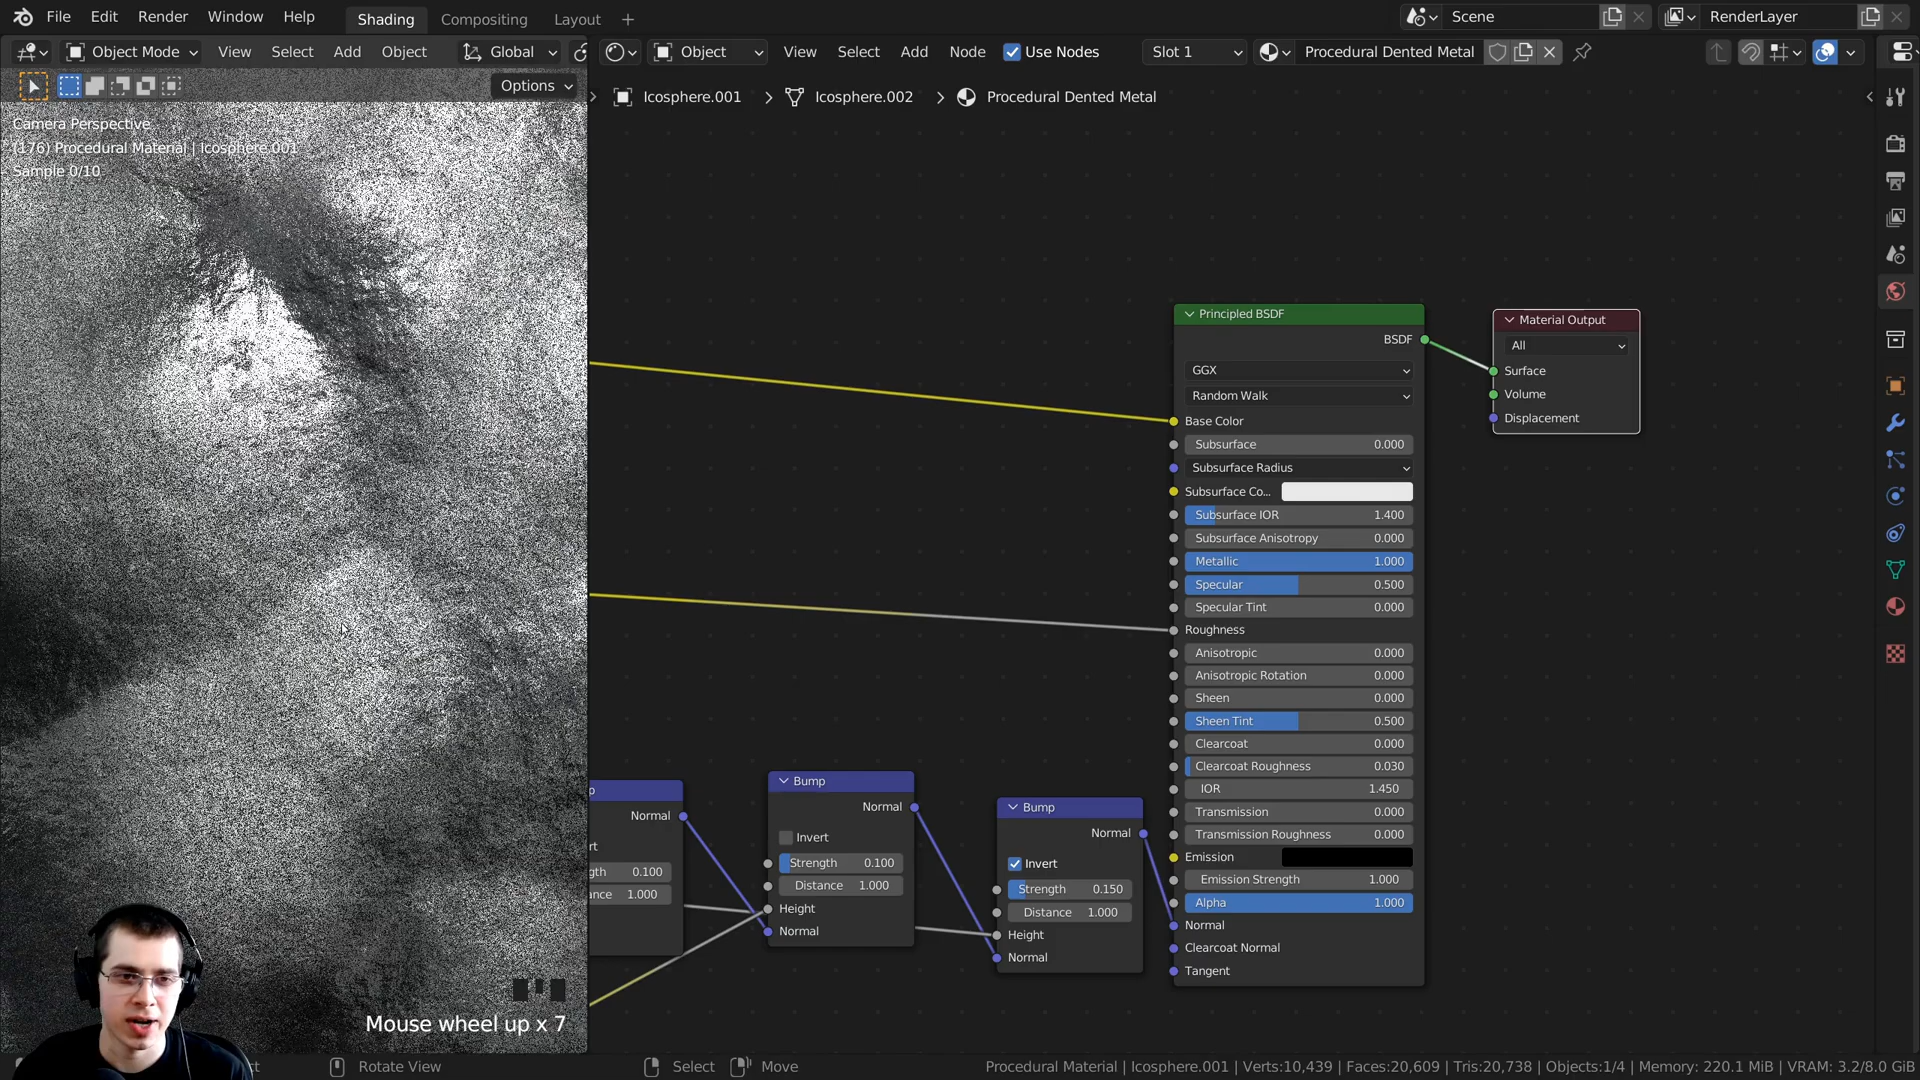 File Edit Render Window Help Shading Compositing Layout + Scene RenderLayer
Object Mode View Select Add Object Global Object View Select Add Node Use Nodes Slot 1 Procedural Dented Metal
Options
Icosphere.001 > Icosphere.002 > Procedural Dented Metal
Camera Perspective
(176) Procedural Material | Icosphere.001
Sample 0/10
Principled BSDF
BSDF
GGX
Random Walk
Base Color
Subsurface 0.000
Subsurface Radius
Subsurface Co...
Subsurface IOR 1.400
Subsurface Anisotropy 0.000
Metallic 1.000
Specular 0.500
Specular Tint 0.000
Roughness
Anisotropic 0.000
Anisotropic Rotation 0.000
Sheen 0.000
Sheen Tint 0.500
Clearcoat 0.000
Clearcoat Roughness 0.030
IOR 1.450
Transmission 0.000
Transmission Roughness 0.000
Emission
Emission Strength 1.000
Alpha 1.000
Normal
Clearcoat Normal
Tangent
Material Output
All
Surface
Volume
Displacement
p
Normal
rt
gth 0.100
ance 1.000
Bump
Normal
Invert
Strength 0.100
Distance 1.000
Height
Normal
Bump
Normal
Invert
Strength 0.150
Distance 1.000
Height
Normal
Mouse wheel up x 7
Rotate View Select Move Procedural Material | Icosphere.001 | Verts:10,439 | Faces:20,609 | Tris:20,738 | Objects:1/4 | Memory: 220.1 MiB | VRAM: 3.2/8.0 GiB